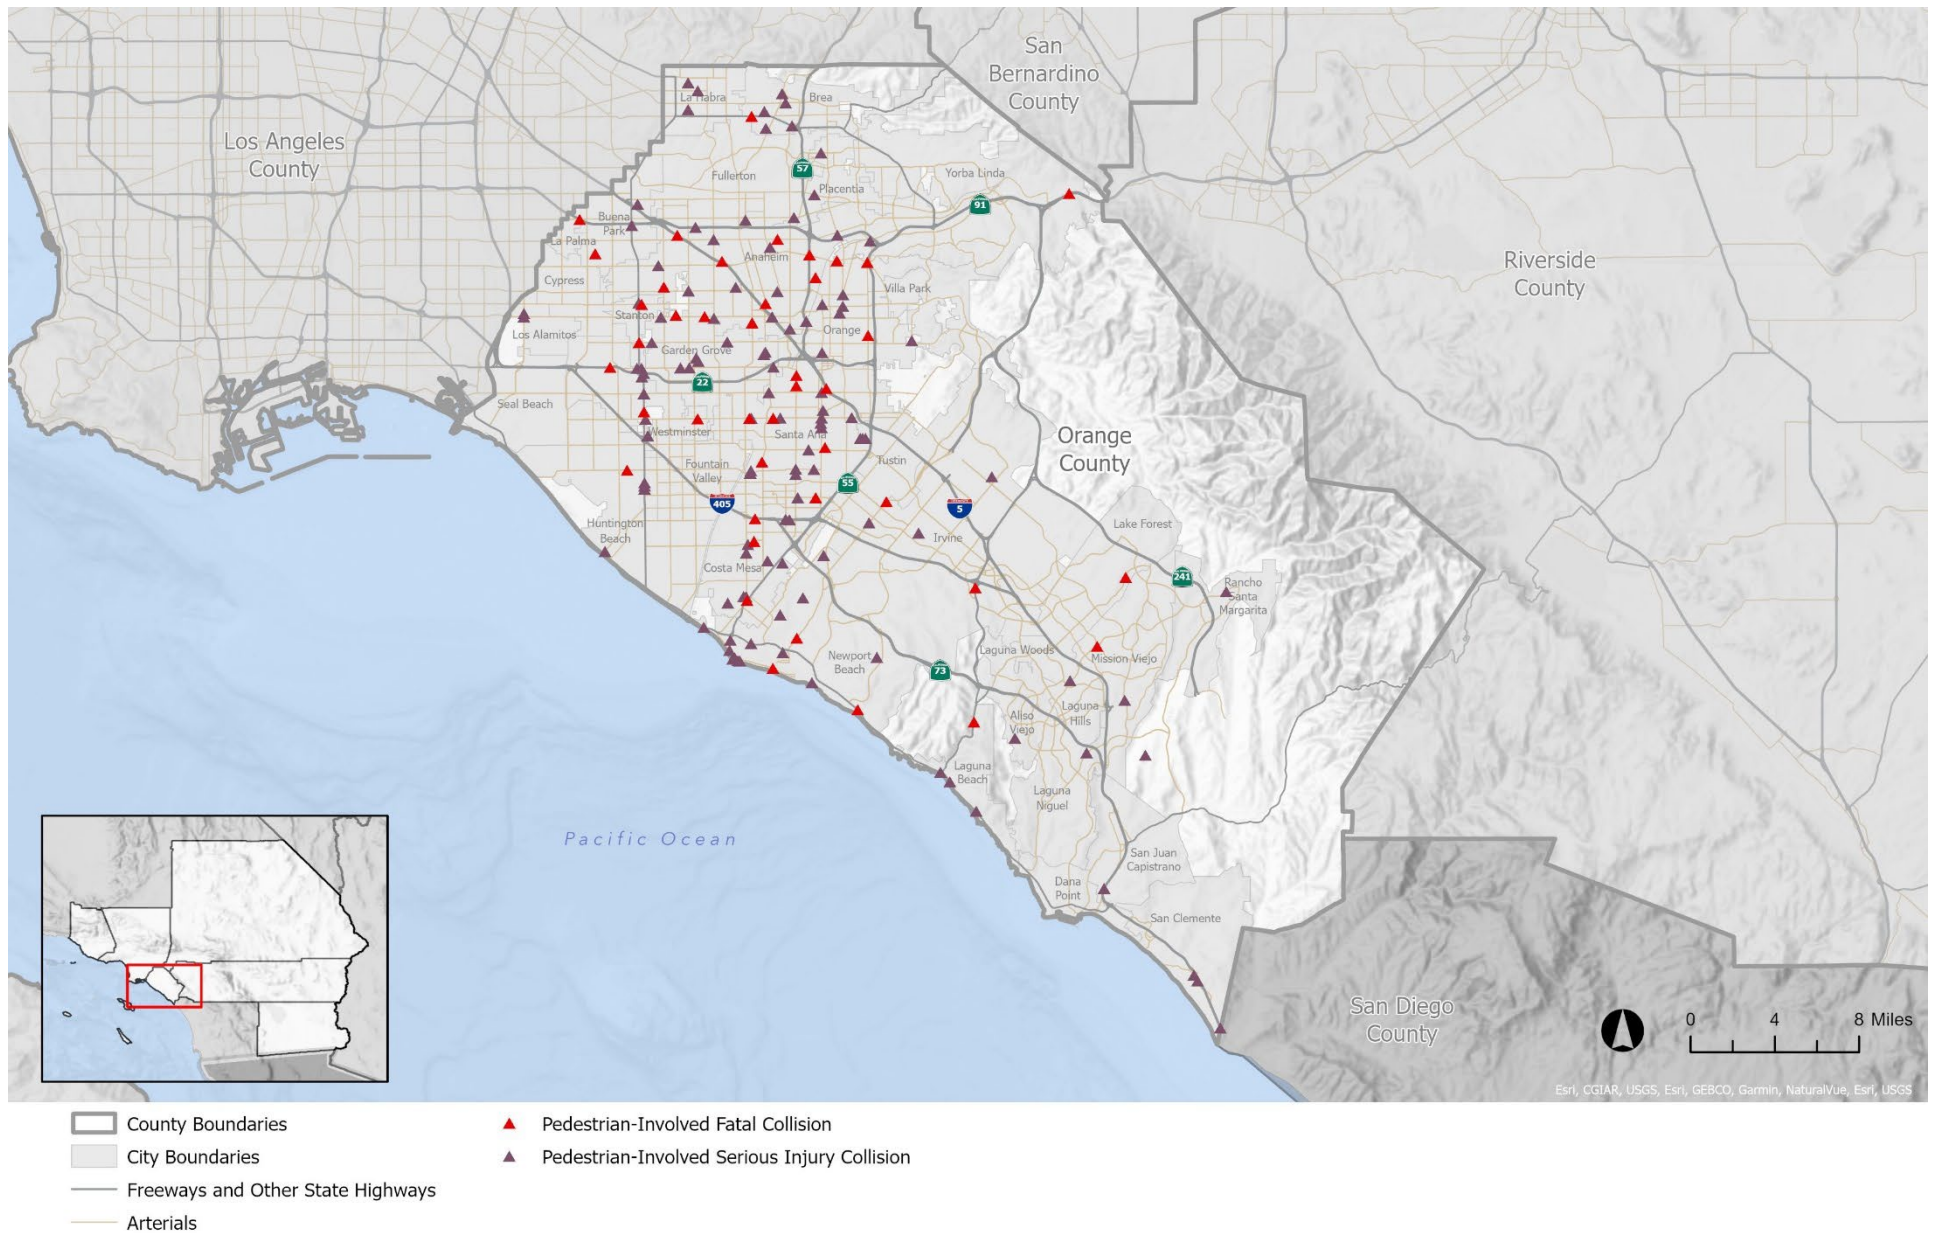 San
Bernardino
County
Los Angeles
County
La Habra
Brea
57
Fullerton
Placentia
Yorba Linda
91
Buena
Park
La Palma
Anaheim
Riverside
County
Cypress
Villa Park
Stanton
Orange
Los Alamitos
Garden Grove
22
Seal Beach
Westminster
Santa Ana
Orange
County
Tustin
Fountain
Valley
55
405
5
Huntington
Beach
Irvine
Lake Forest
Costa Mesa
241
Rancho
Santa
Margarita
Newport
Beach
Laguna Woods
Mission Viejo
73
Laguna
Hills
Aliso
Viejo
Laguna
Beach
Laguna
Niguel
Pacific Ocean
San Juan
Capistrano
Dana
Point
San Clemente
San Diego
County
0 4 8 Miles
Esri, CGIAR, USGS, Esri, GEBCO, Garmin, NaturalVue, Esri, USGS
County Boundaries
City Boundaries
Freeways and Other State Highways
Arterials
Pedestrian-Involved Fatal Collision
Pedestrian-Involved Serious Injury Collision